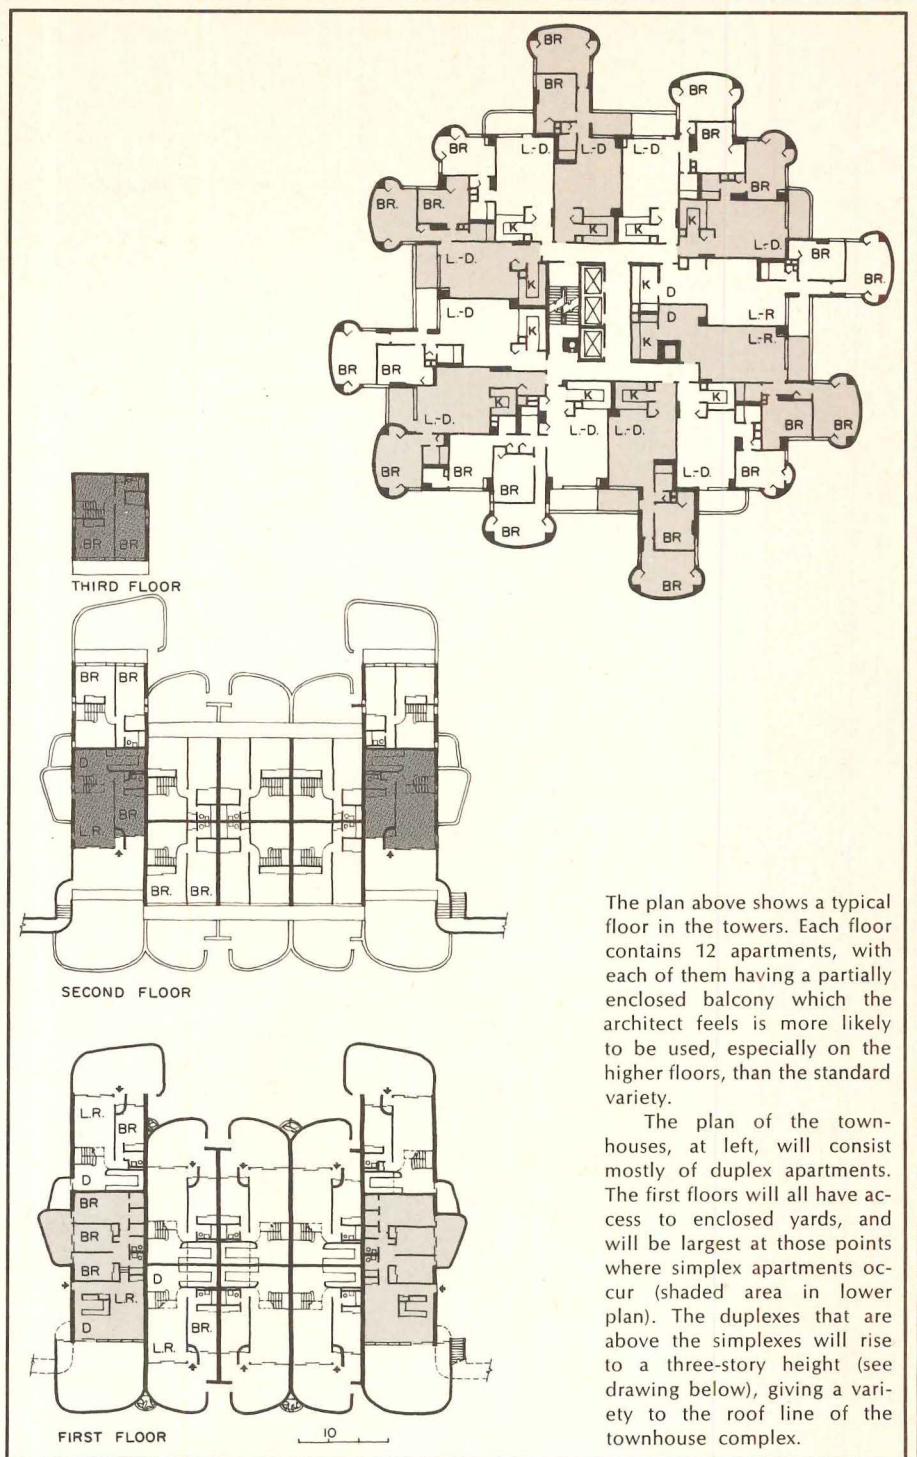 BR
BR
BR
BR
BR
L.-D.
L.-D
L.-D
BR
BR.
BR.
K
K
K
K
L.-D.
BR
L.-D.
K
K
D
BR.
L.-D
K
D
L.-R
K
L.-R.
BR
BR
K
K
K
K
L.-D.
L.-D.
L.-D.
BR
BR
BR
BR
BR
L.-D.
BR
BR
BR
BR
BR
BR
THIRD FLOOR
BR
BR
D
BR
L.R.
BR.
BR.
SECOND FLOOR
L.R.
BR
D
BR
BR
BR
L.R.
D
D
BR.
L.R.
FIRST FLOOR
10
The plan above shows a typical
floor in the towers. Each floor
contains 12 apartments, with
each of them having a partially
enclosed balcony which the
architect feels is more likely
to be used, especially on the
higher floors, than the standard
variety.
The plan of the town-
houses, at left, will consist
mostly of duplex apartments.
The first floors will all have ac-
cess to enclosed yards, and
will be largest at those points
where simplex apartments oc-
cur (shaded area in lower
plan). The duplexes that are
above the simplexes will rise
to a three-story height (see
drawing below), giving a vari-
ety to the roof line of the
townhouse complex.